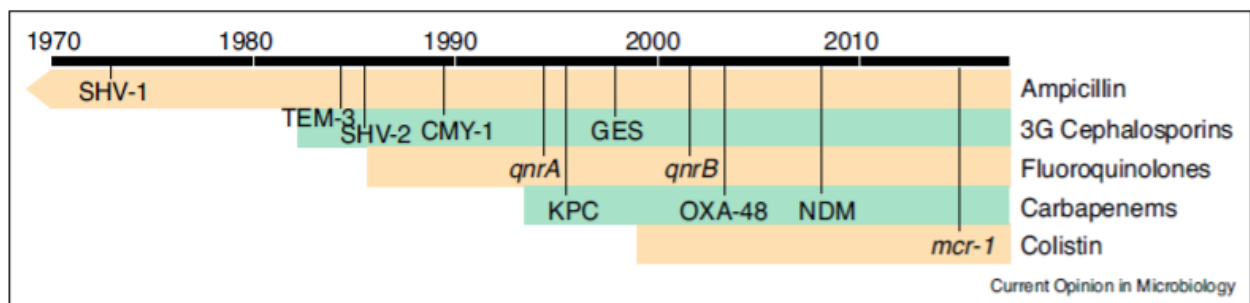 1970 1980 1990 2000 2010
SHV-1 Ampicillin
TEM-3 SHV-2 CMY-1 GES 3G Cephalosporins
qnrA qnrB Fluoroquinolones
KPC OXA-48 NDM Carbapenems
mcr-1 Colistin
Current Opinion in Microbiology